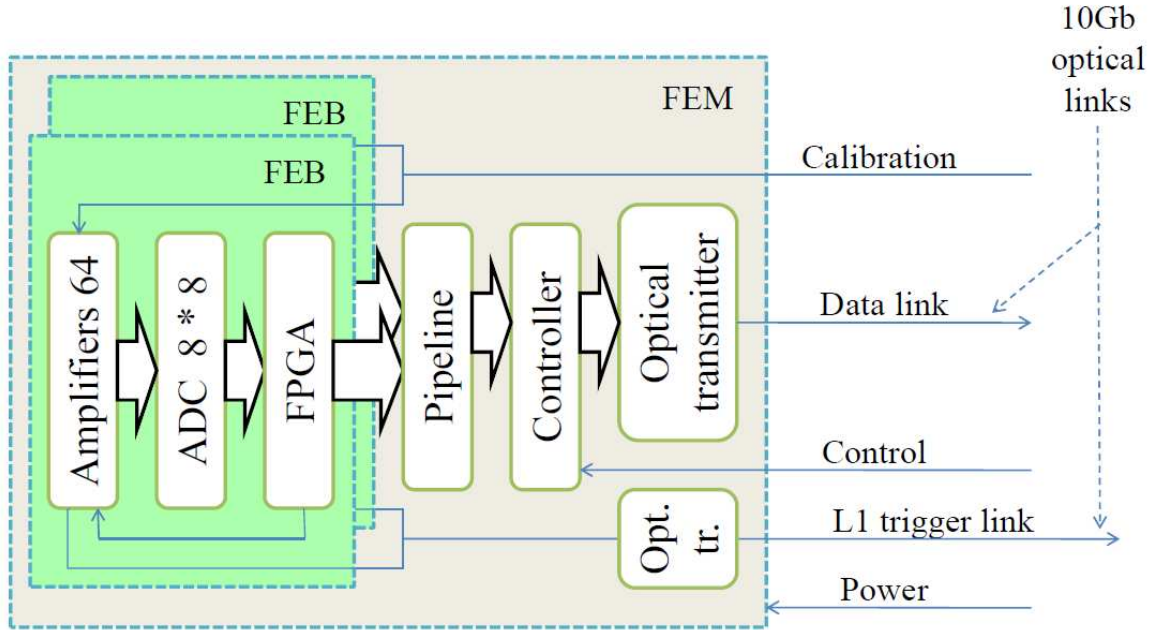 10Gb
optical
links
FEM
FEB
FEB
Calibration
Amplifiers 64
ADC 8 * 8
FPGA
Pipeline
Controller
Optical
transmitter
Data link
Control
Opt.
tr.
L1 trigger link
Power